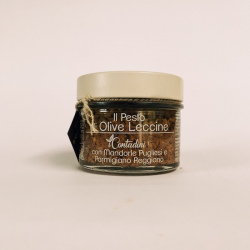 Il Pesto
di Olive Leccine
i Contadini
con Mandorle Pugliesi e
Parmigiano Reggiano